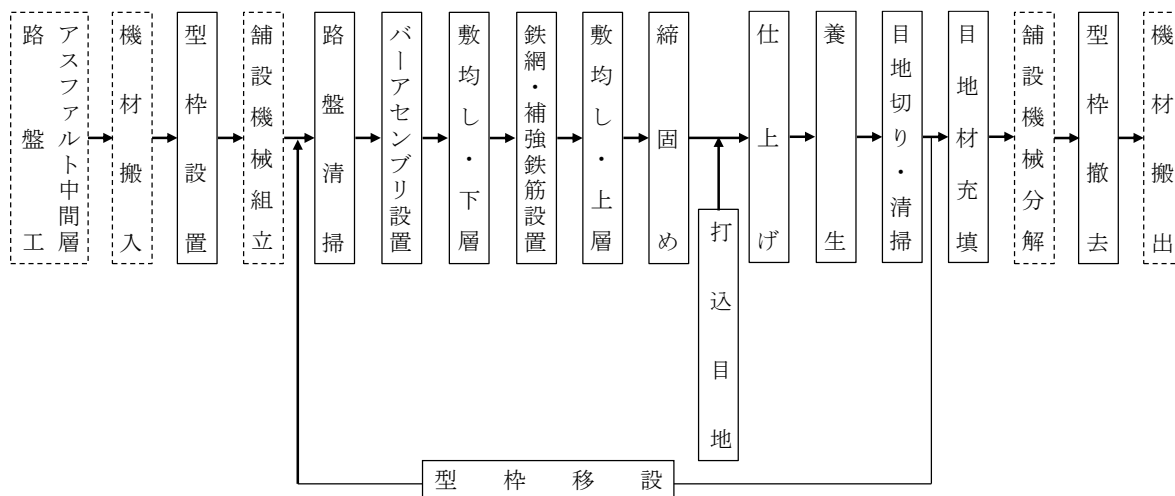 路盤工
アスファルト中間層
機材搬入
型枠設置
舗設機械組立
路盤清掃
バーアセンブリ設置
敷均し・下層
鉄網・補強鉄筋設置
敷均し・上層
締固め
打込目地
仕上げ
養生
目地切り・清掃
目地材充填
舗設機械分解
型枠撤去
機材搬出
型枠移設